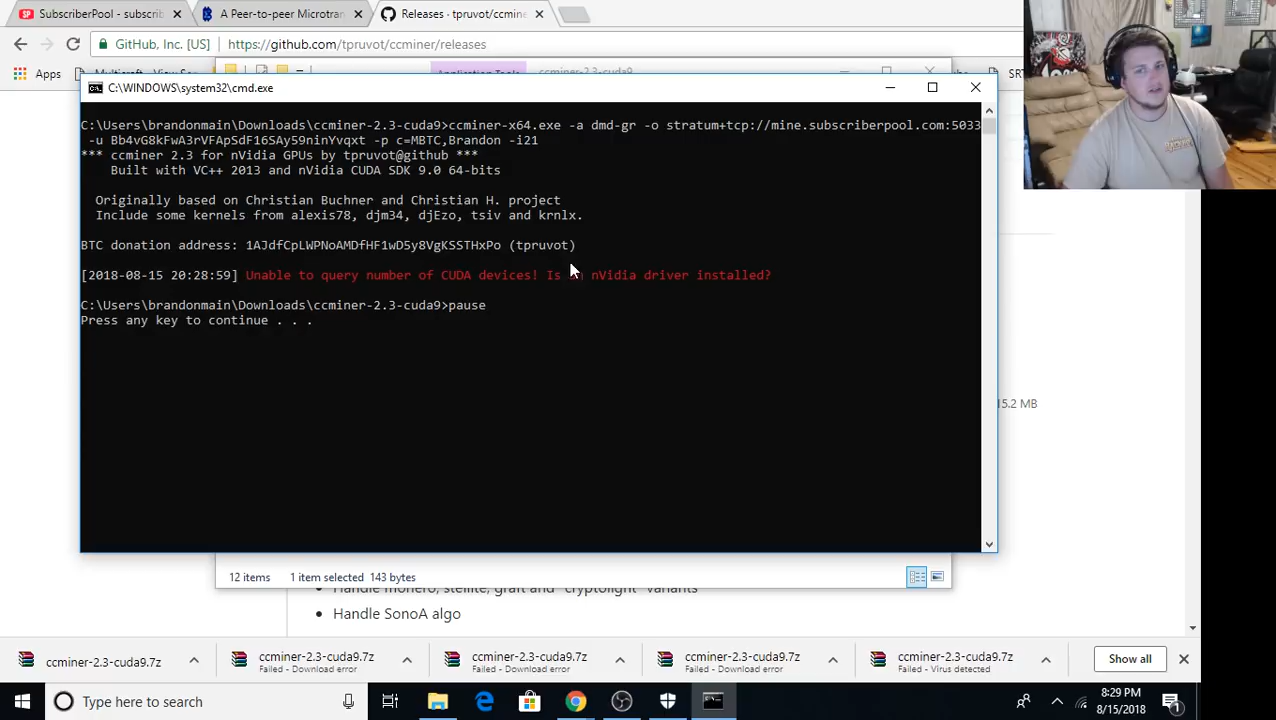 SubscriberPool - subscrib
A Peer-to-peer Microtran
Releases · tpruvot/ccmine
GitHub, Inc. [US]
https://github.com/tpruvot/ccminer/releases
Apps
Application Tools
ccminer-2.3-cuda9
SRT
C:\WINDOWS\system32\cmd.exe
C:\Users\brandonmain\Downloads\ccminer-2.3-cuda9>ccminer-x64.exe -a dmd-gr -o stratum+tcp://mine.subscriberpool.com:5033
-u Bb4vG8kFwA3rVFApSdF16SAy59ninYvqxt -p c=MBTC,Brandon -i21
*** ccminer 2.3 for nVidia GPUs by tpruvot@github ***
Built with VC++ 2013 and nVidia CUDA SDK 9.0 64-bits
Originally based on Christian Buchner and Christian H. project
Include some kernels from alexis78, djm34, djEzo, tsiv and krnlx.
BTC donation address: 1AJdfCpLWPNoAMDfHF1wD5y8VgKSSTHxPo (tpruvot)
[2018-08-15 20:28:59] Unable to query number of CUDA devices! Is an nVidia driver installed?
C:\Users\brandonmain\Downloads\ccminer-2.3-cuda9>pause
Press any key to continue . . .
15.2 MB
12 items 1 item selected 143 bytes
Handle monero, stellite, graft and "cryptolight" variants
Handle SonoA algo
ccminer-2.3-cuda9.7z
ccminer-2.3-cuda9.7z
Failed - Download error
ccminer-2.3-cuda9.7z
Failed - Download error
ccminer-2.3-cuda9.7z
Failed - Download error
ccminer-2.3-cuda9.7z
Failed - Virus detected
Show all
Type here to search
8:29 PM
8/15/2018
1